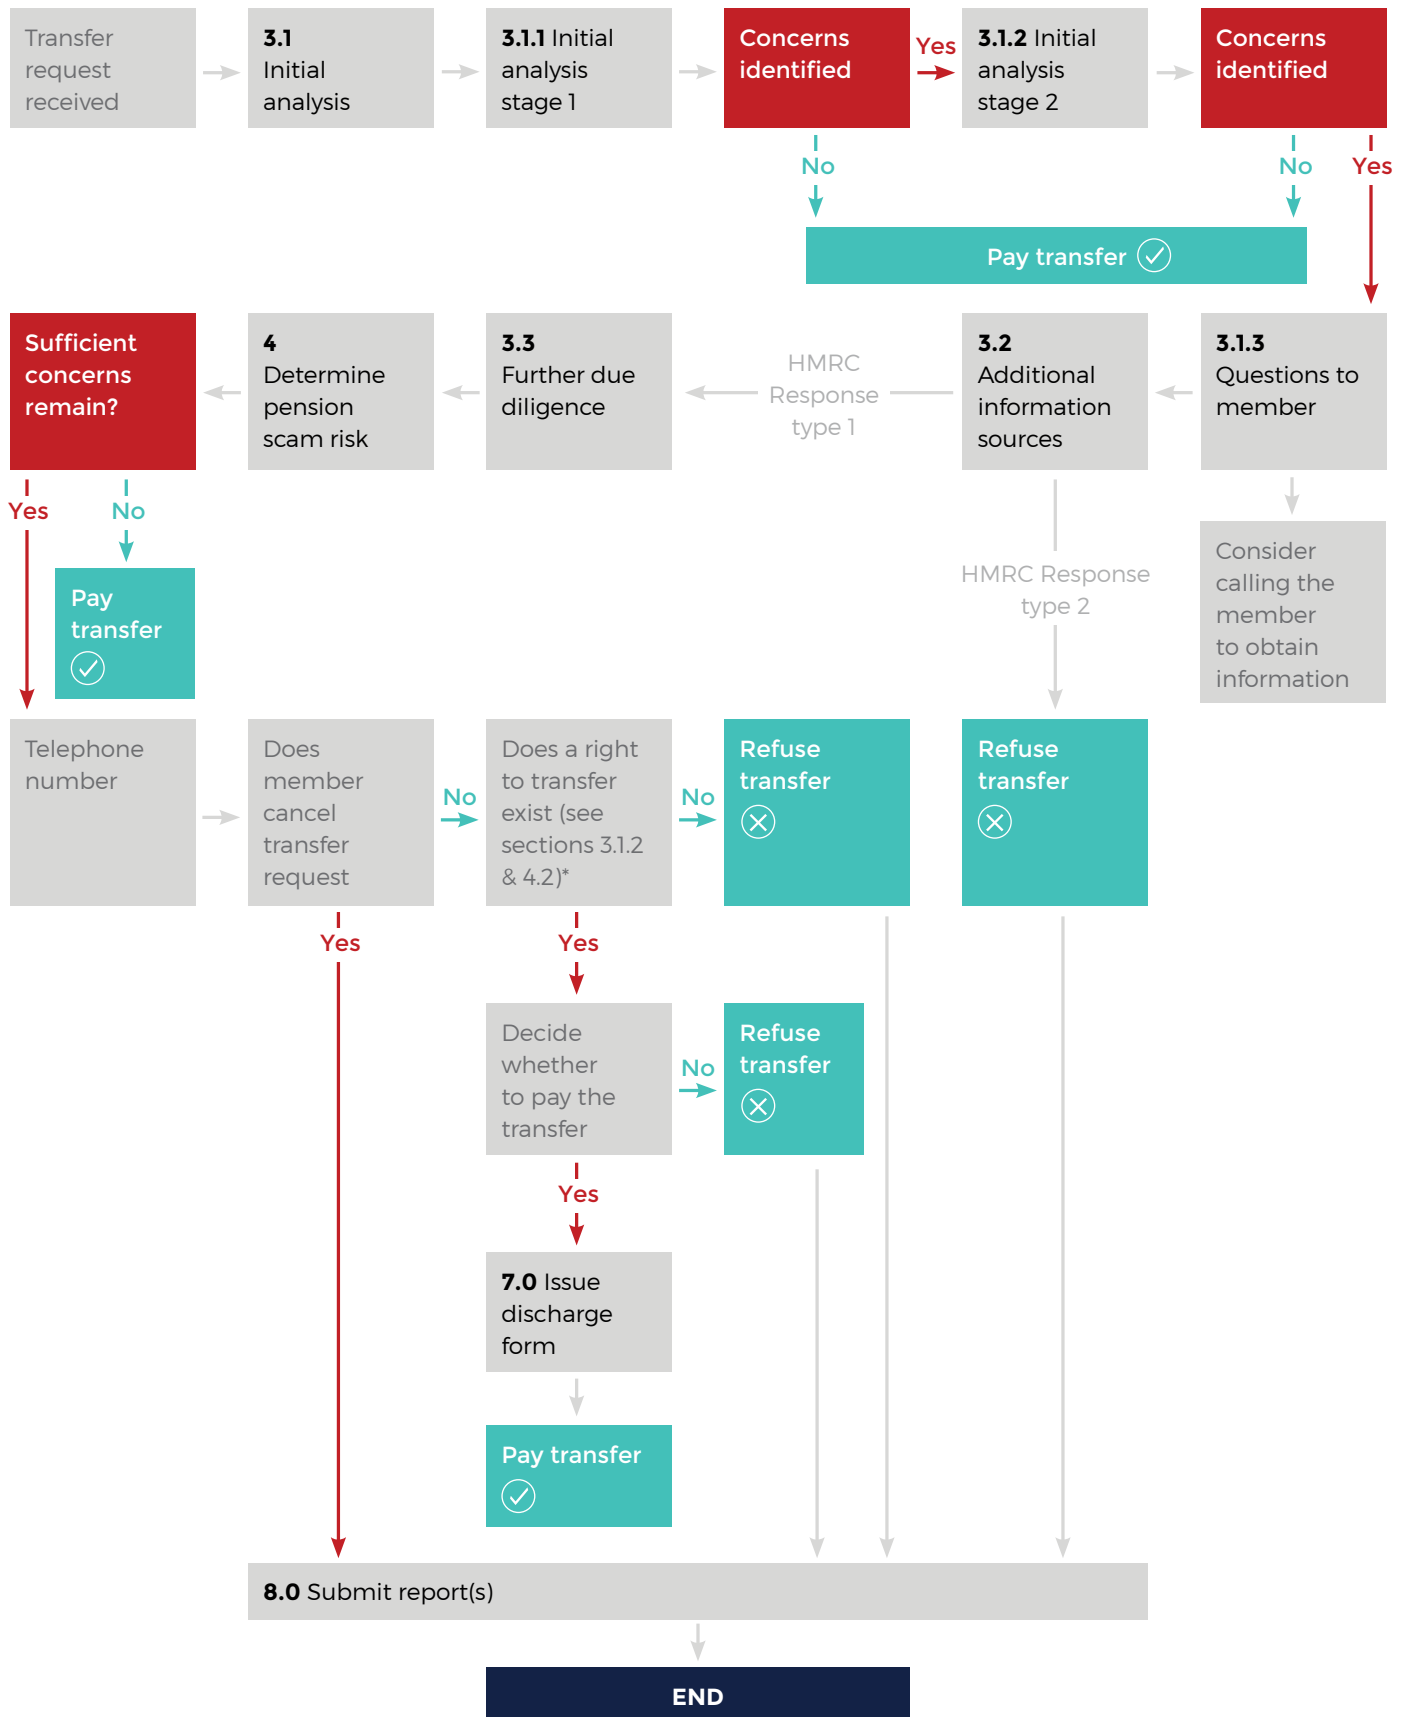 Transfer
request
received
3.1
Initial
analysis
3.1.1 Initial
analysis
stage 1
Concerns
identified
Yes
3.1.2 Initial
analysis
stage 2
Concerns
identified
No
No
Yes
Pay transfer
Sufficient
concerns
remain?
4
Determine
pension
scam risk
3.3
Further due
diligence
HMRC
Response
type 1
3.2
Additional
information
sources
3.1.3
Questions to
member
Yes
No
Pay
transfer
HMRC Response
type 2
Consider
calling the
member
to obtain
information
Telephone
number
Does
member
cancel
transfer
request
No
Does a right
to transfer
exist (see
sections 3.1.2
& 4.2)*
No
Refuse
transfer
Refuse
transfer
Yes
Yes
Decide
whether
to pay the
transfer
No
Refuse
transfer
Yes
7.0 Issue
discharge
form
Pay transfer
8.0 Submit report(s)
END